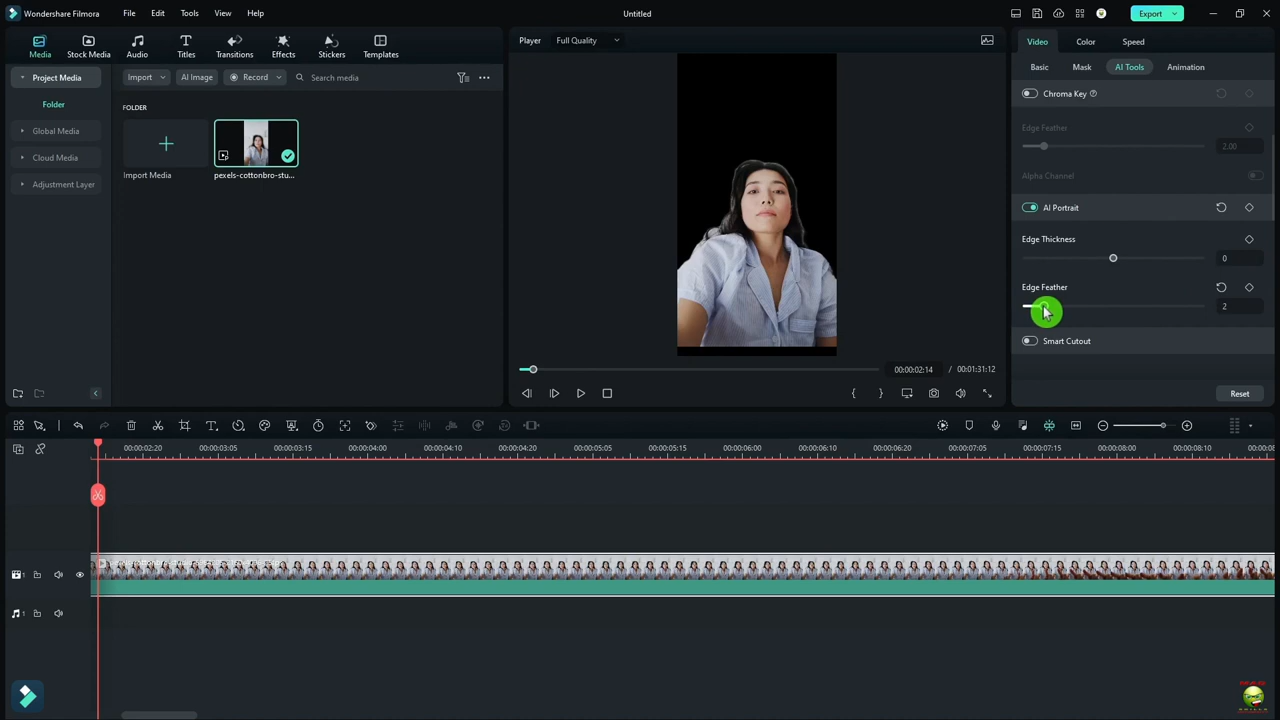 Wondershare Filmora
File
Edit
Tools
View
Help
Untitled
Export
Media
Stock Media
Audio
Titles
Transitions
Effects
Stickers
Templates
Project Media
Folder
Global Media
Cloud Media
Adjustment Layer
Import
AI Image
Record
Search media
FOLDER
Import Media
pexels-cottonbro-stu...
Player
Full Quality
00:00:02:14
/ 00:01:31:12
Video
Color
Speed
Basic
Mask
AI Tools
Animation
Chroma Key
Edge Feather
2.00
Alpha Channel
AI Portrait
Edge Thickness
0
Edge Feather
2
Smart Cutout
Reset
00:00:02:20
00:00:03:05
00:00:03:15
00:00:04:00
00:00:04:10
00:00:04:20
00:00:05:05
00:00:05:15
00:00:06:00
00:00:06:10
00:00:06:20
00:00:07:05
00:00:07:15
00:00:08:00
00:00:08:10
00:00:0
1
1